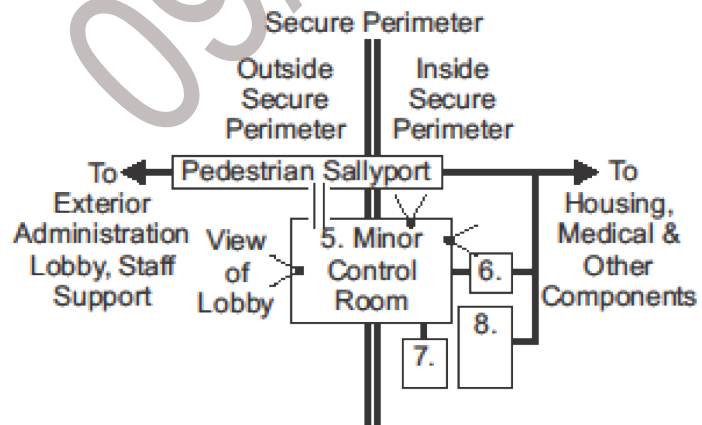 Secure Perimeter
Outside
Secure
Perimeter
Inside
Secure
Perimeter
Pedestrian Sallyport
To
Exterior
Administration
Lobby, Staff
Support
View
of
Lobby
5. Minor
Control
Room
6.
7.
8.
To
Housing,
Medical &
Other
Components